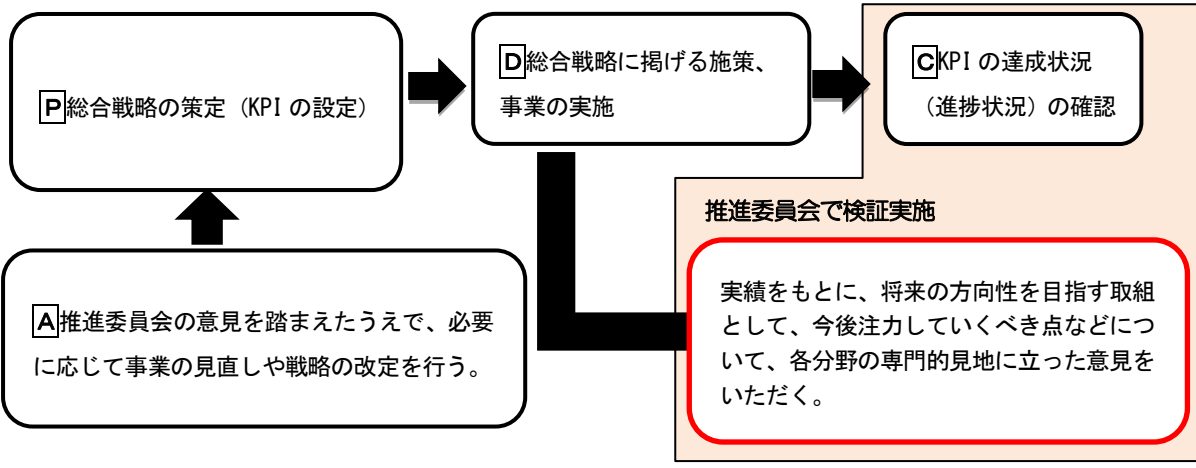 P総合戦略の策定（KPI の設定）
D総合戦略に掲げる施策、
事業の実施
CKPI の達成状況
（進捗状況）の確認
推進委員会で検証実施
実績をもとに、将来の方向性を目指す取組
として、今後注力していくべき点などにつ
いて、各分野の専門的見地に立った意見を
いただく。
A推進委員会の意見を踏まえたうえで、必要
に応じて事業の見直しや戦略の改定を行う。